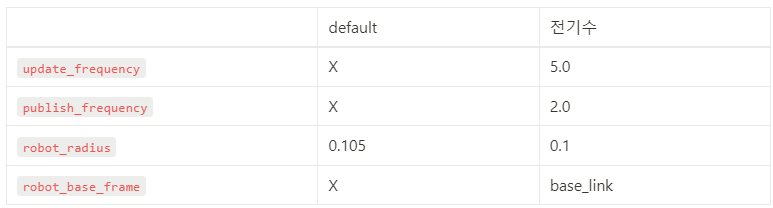 default 전기수
update_frequency X 5.0
publish_frequency X 2.0
robot_radius 0.105 0.1
robot_base_frame X base_link